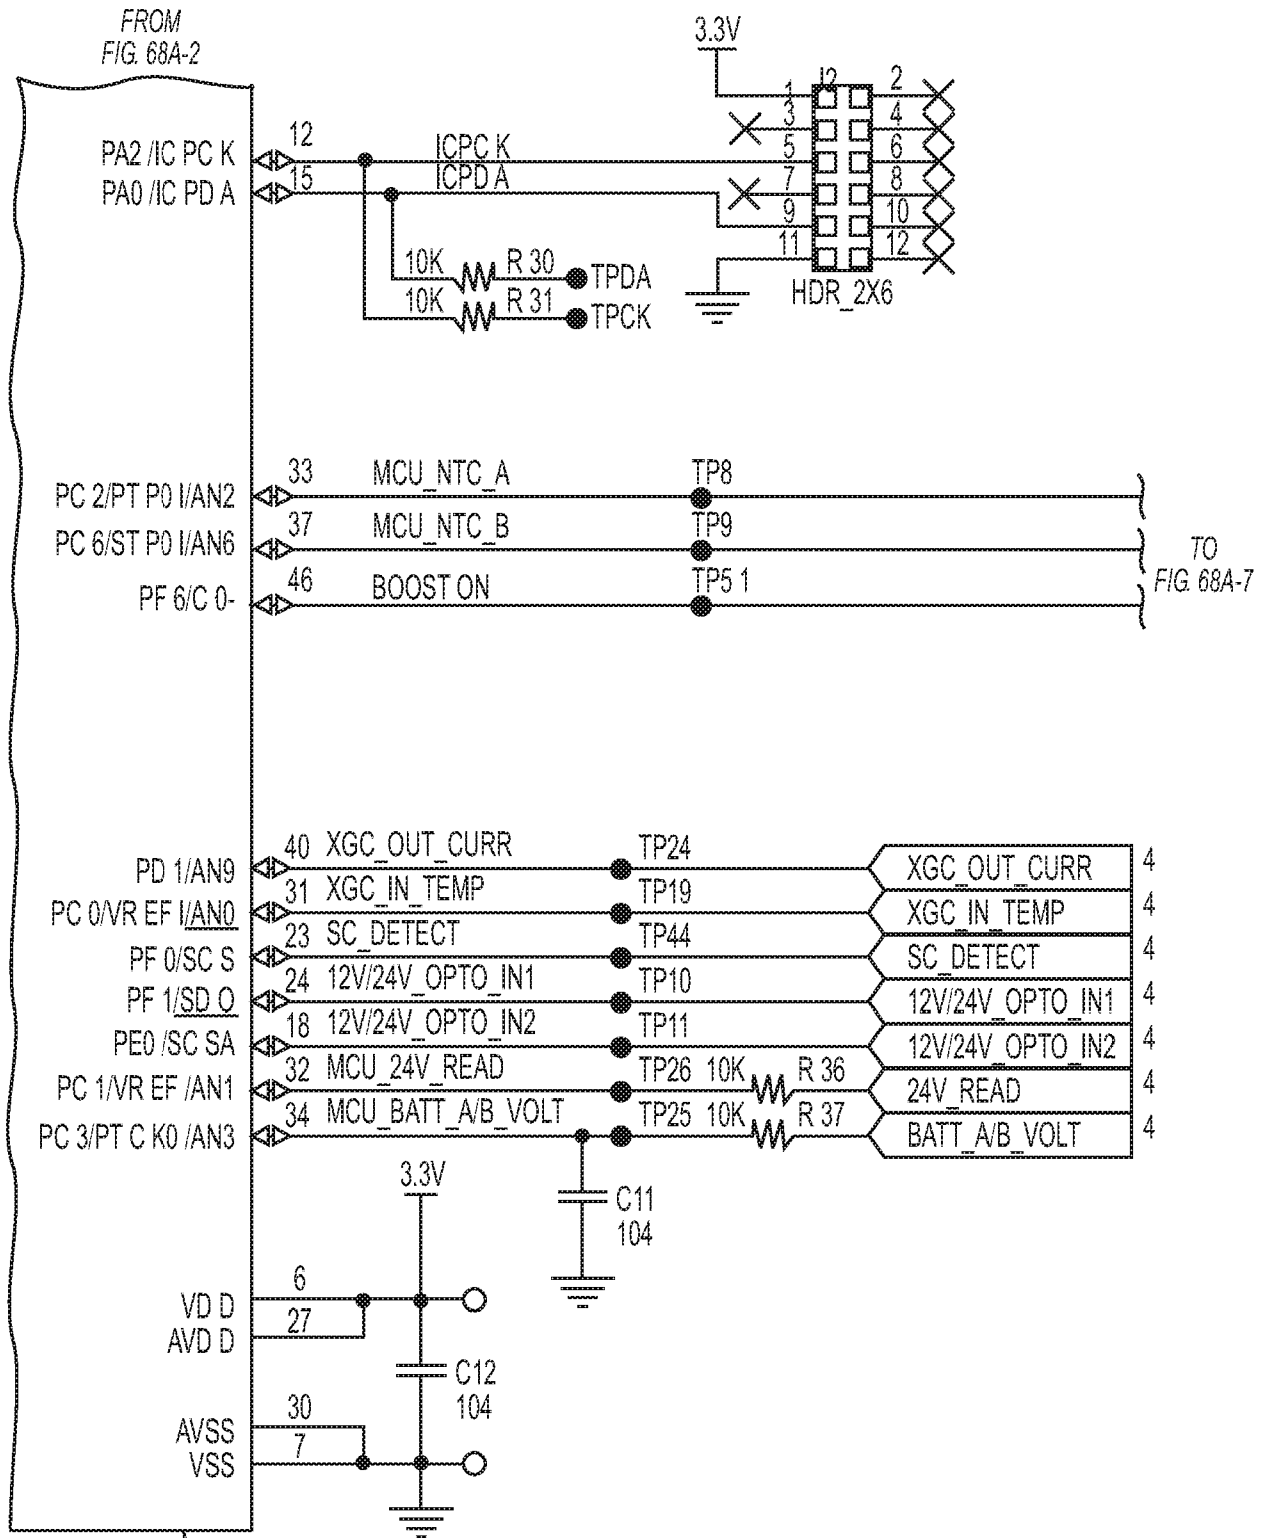 FROM
FIG. 68A-2
3.3V
J2
1 2
3 4
5 6
7 8
9 10
11 12
HDR_2X6
PA2 /IC PC K 12 ICPC K
PA0 /IC PD A 15 ICPD A
10K R 30 TPDA
10K R 31 TPCK
PC 2/PT P0 I/AN2 33 MCU_NTC_A TP8
PC 6/ST P0 I/AN6 37 MCU_NTC_B TP9
PF 6/C 0- 46 BOOST ON TP5 1
TO
FIG. 68A-7
PD 1/AN9 40 XGC_OUT_CURR TP24 XGC_OUT_CURR 4
PC 0/VR EF I/AN0 31 XGC_IN_TEMP TP19 XGC_IN_TEMP 4
PF 0/SC S 23 SC_DETECT TP44 SC_DETECT 4
PF 1/SD O 24 12V/24V_OPTO_IN1 TP10 12V/24V_OPTO_IN1 4
PE0 /SC SA 18 12V/24V_OPTO_IN2 TP11 12V/24V_OPTO_IN2 4
PC 1/VR EF /AN1 32 MCU_24V_READ TP26 10K R 36 24V_READ 4
PC 3/PT C K0 /AN3 34 MCU_BATT_A/B_VOLT TP25 10K R 37 BATT_A/B_VOLT 4
3.3V
C11
104
VD D 6
AVD D 27
C12
104
AVSS 30
VSS 7